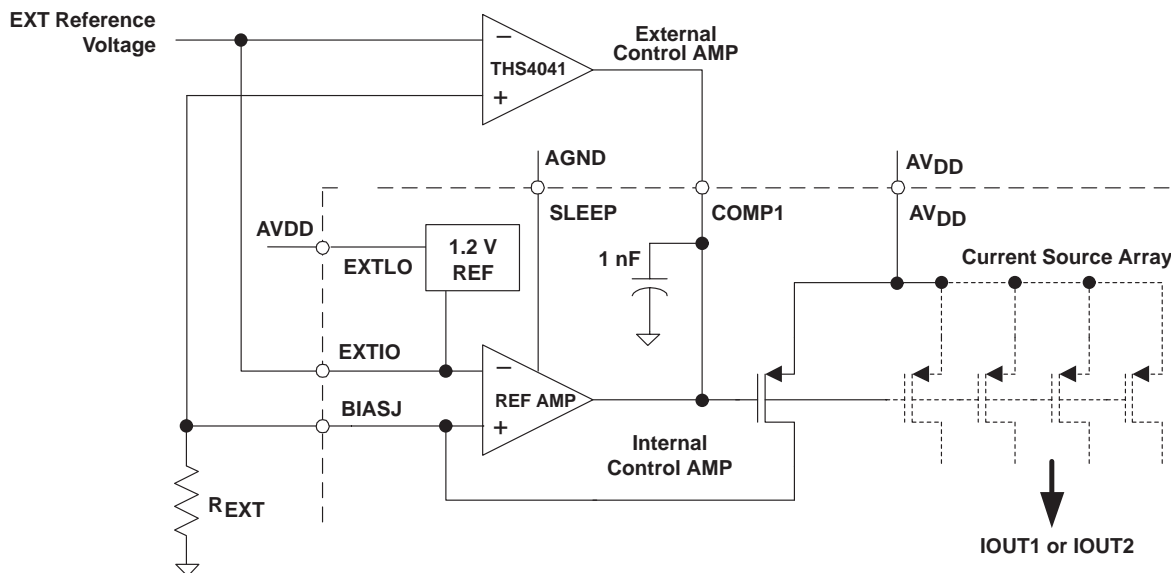 EXT Reference
Voltage
−
THS4041
+
External
Control AMP
AGND
AVDD
SLEEP
COMP1
AVDD
AVDD
EXTLO
1.2 V
REF
1 nF
Current Source Array
EXTIO
−
REF AMP
+
BIASJ
Internal
Control AMP
REXT
IOUT1 or IOUT2